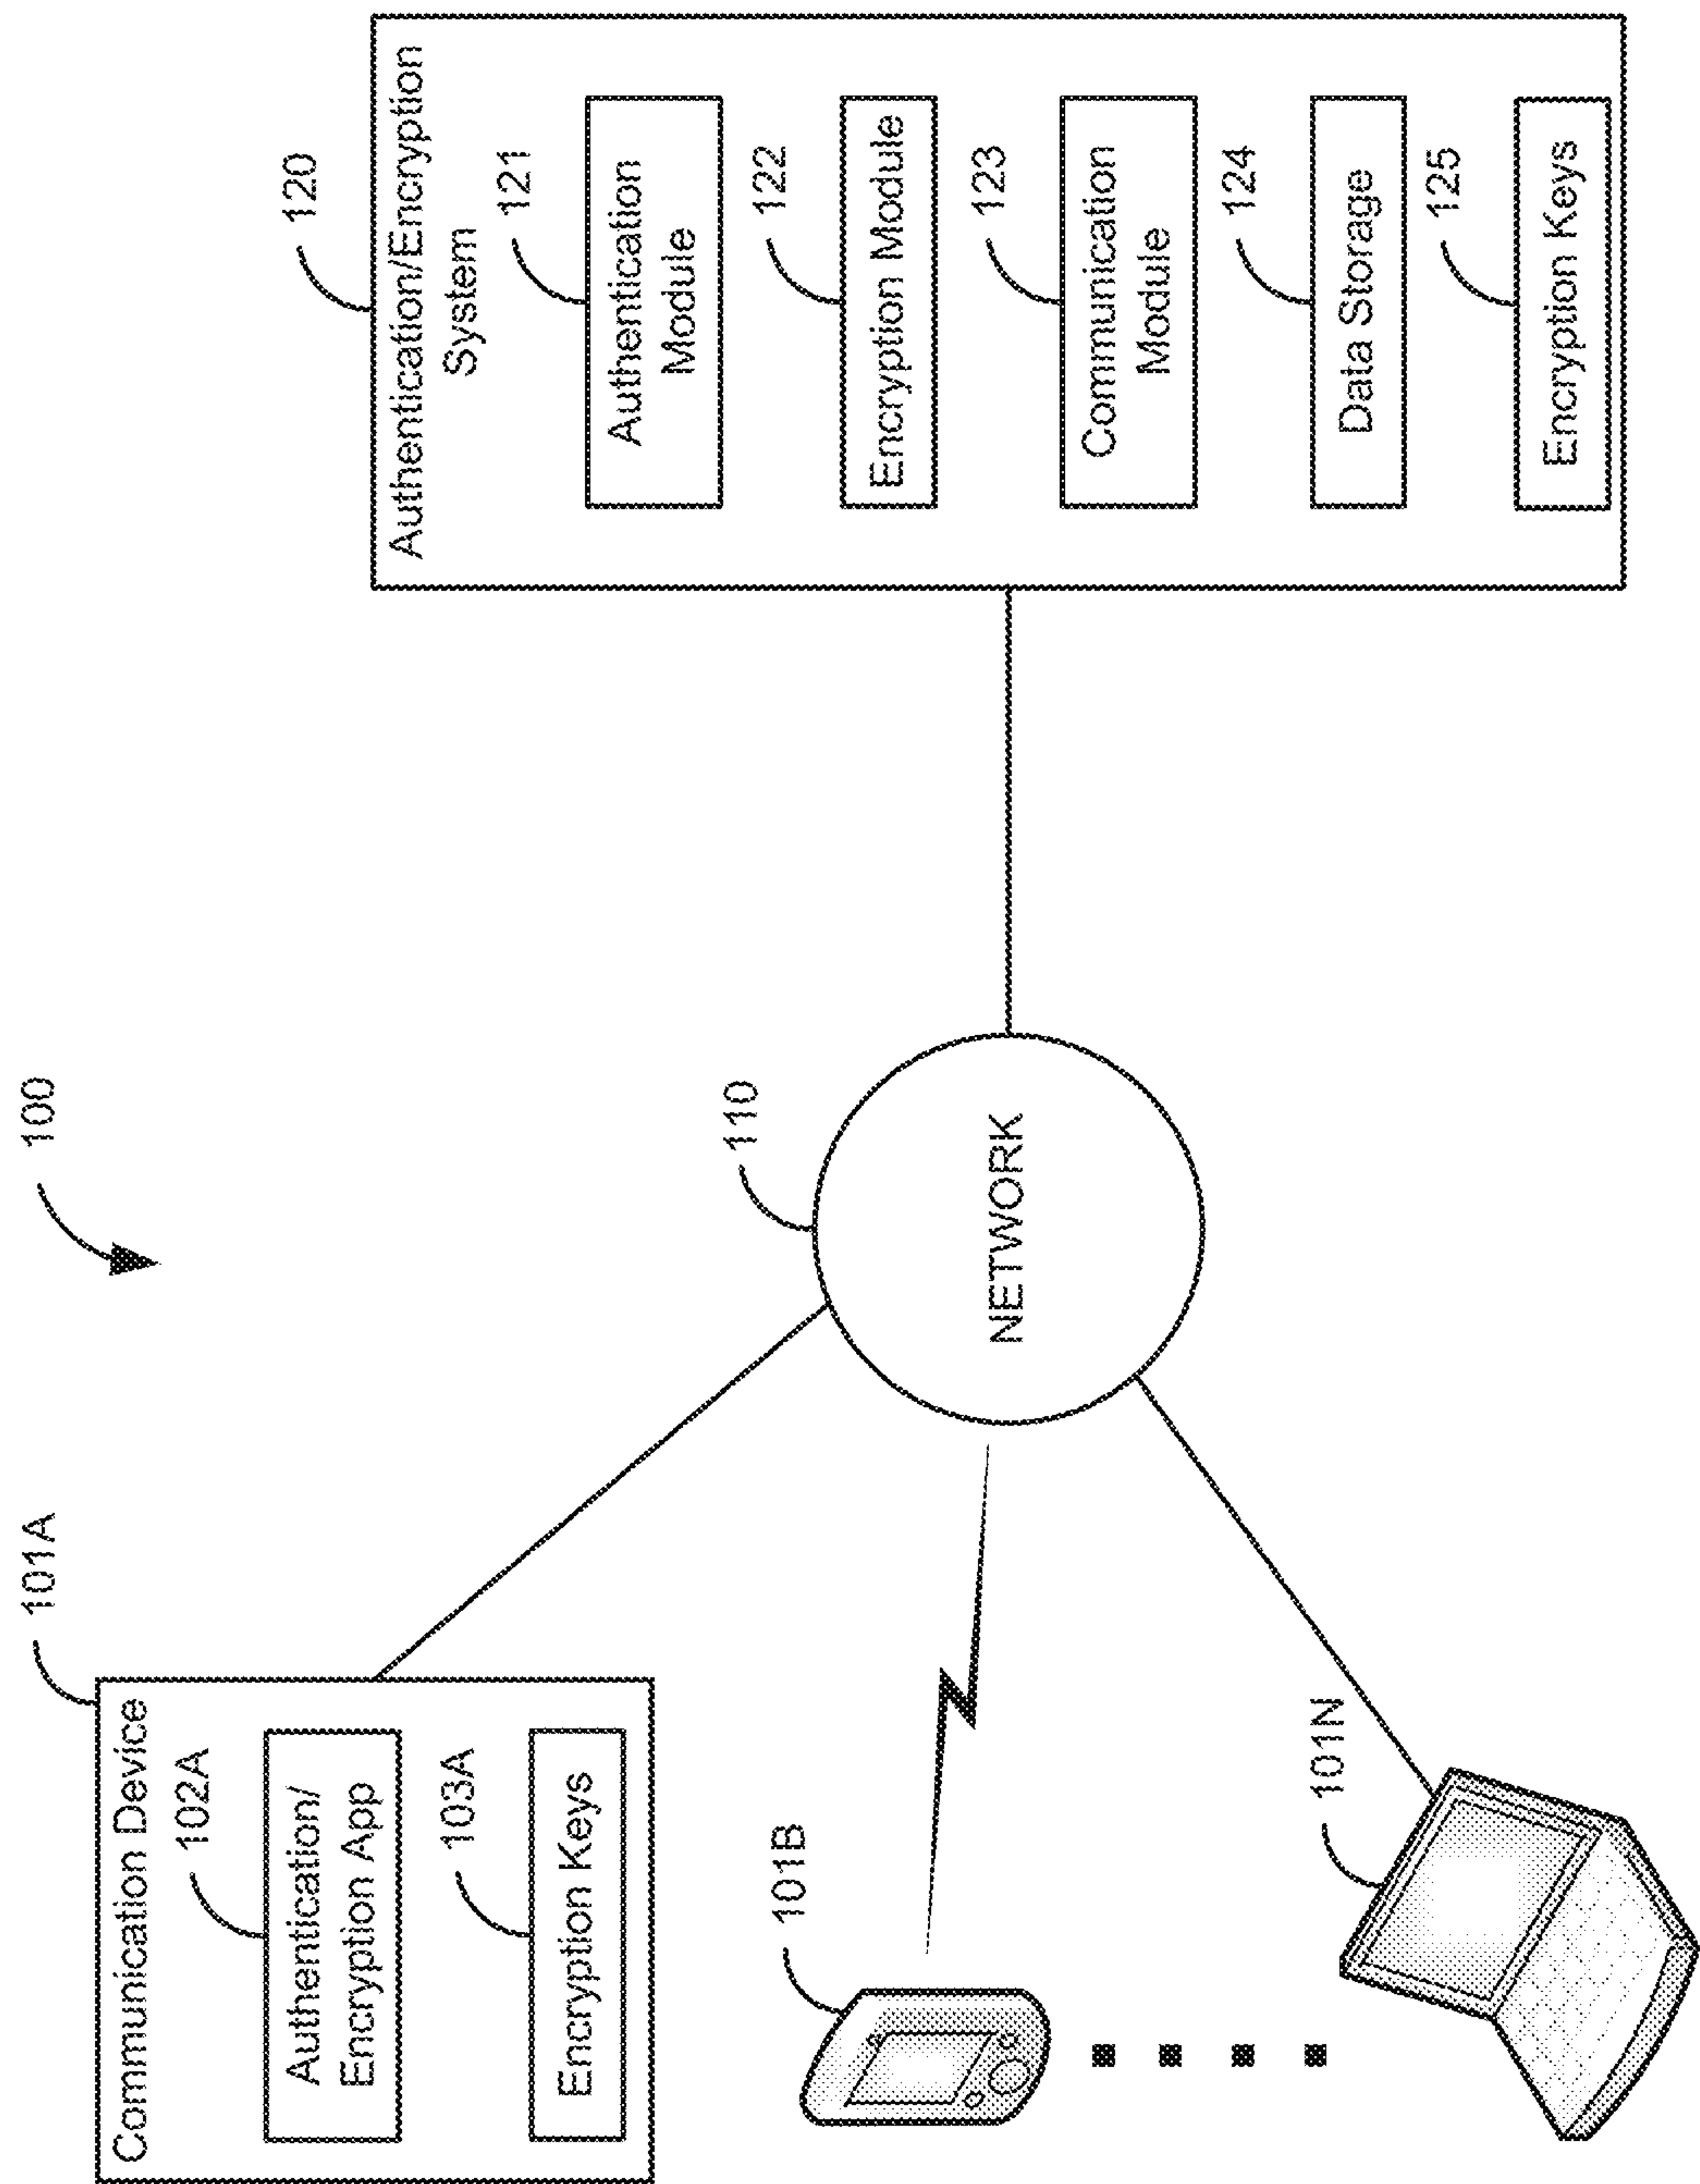 100
101A
Communication Device
102A
Authentication/
Encryption App
103A
Encryption Keys
101B
101N
110
NETWORK
120
Authentication/Encryption
System
121
Authentication
Module
122
Encryption Module
123
Communication
Module
124
Data Storage
125
Encryption Keys